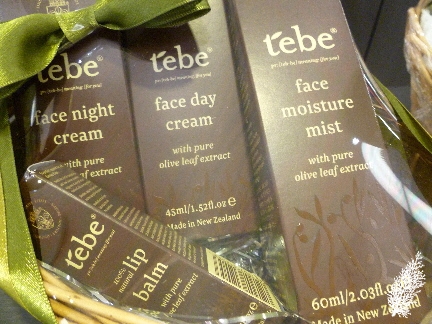 tebe
face night
cream
with pure
olive leaf extract
tebe
face day
cream
with pure
olive leaf extract
45ml/1.52fl.oz e
Made in New Zealand
tebe
face
moisture
mist
with pure
olive leaf extract
60ml/2.03fl.oz
Made in New Zealand
tebe
100%
natural
lip
balm
with pure
olive leaf extract